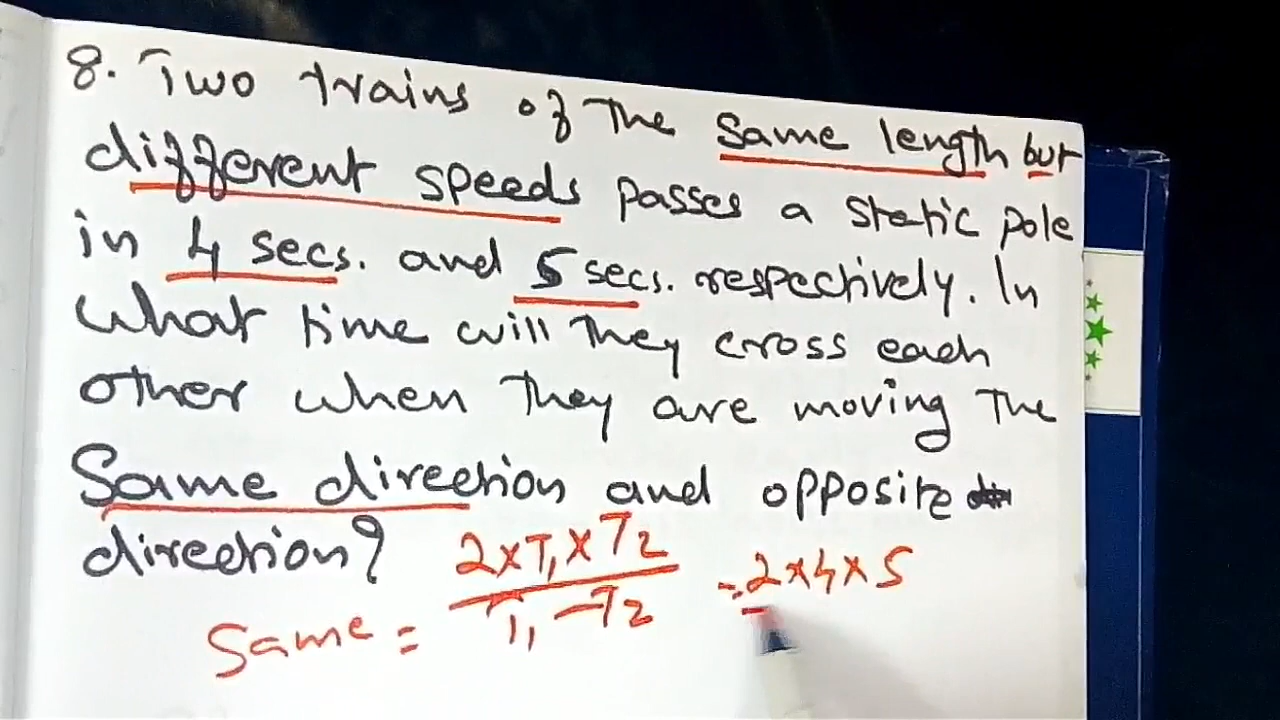 8. Two trains of the same length but
different speeds passes a static pole
in 4 secs. and 5 secs. respectively. In
what time will they cross each
other when they are moving the
Same direction and opposite
direction?
Same = 2×T₁×T₂ / T₁-T₂ = 2×4×5